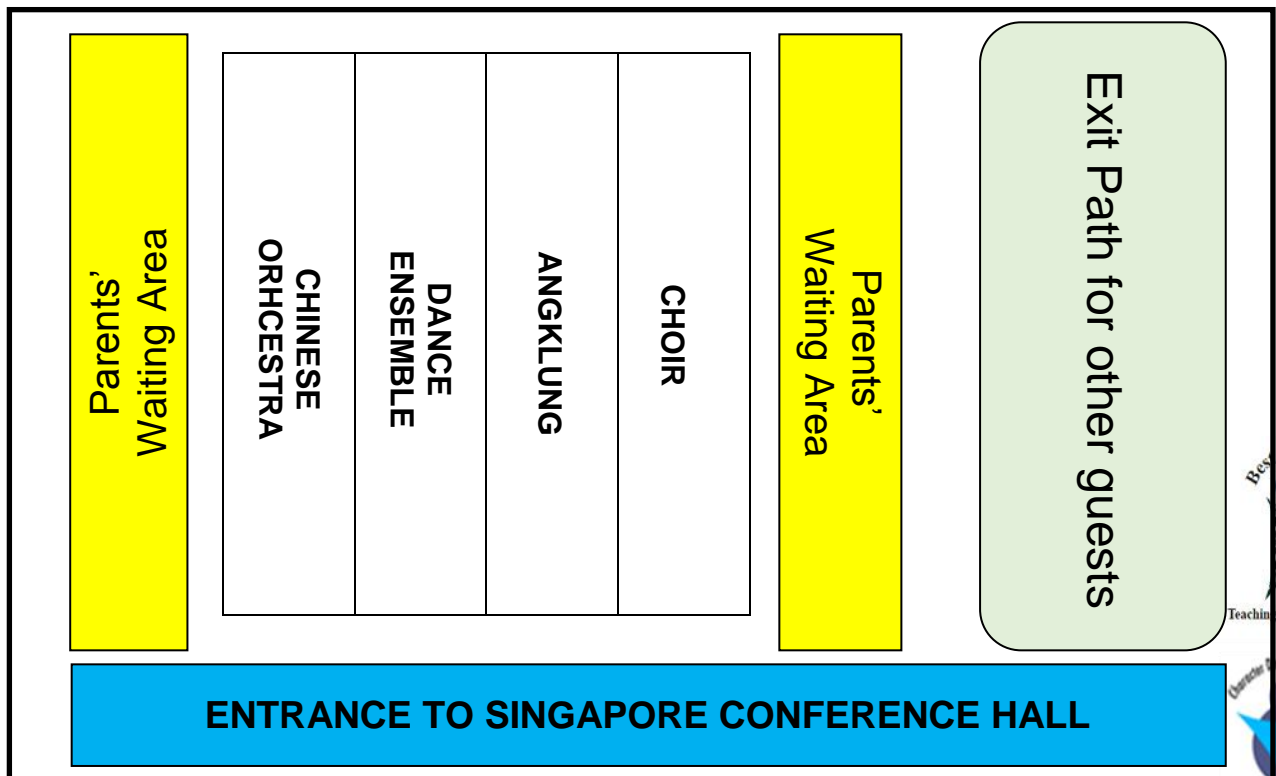 Parents’
Waiting Area
CHINESE
ORHCESTRA
DANCE
ENSEMBLE
ANGKLUNG
CHOIR
Parents’
Waiting Area
Exit Path for other guests
ENTRANCE TO SINGAPORE CONFERENCE HALL